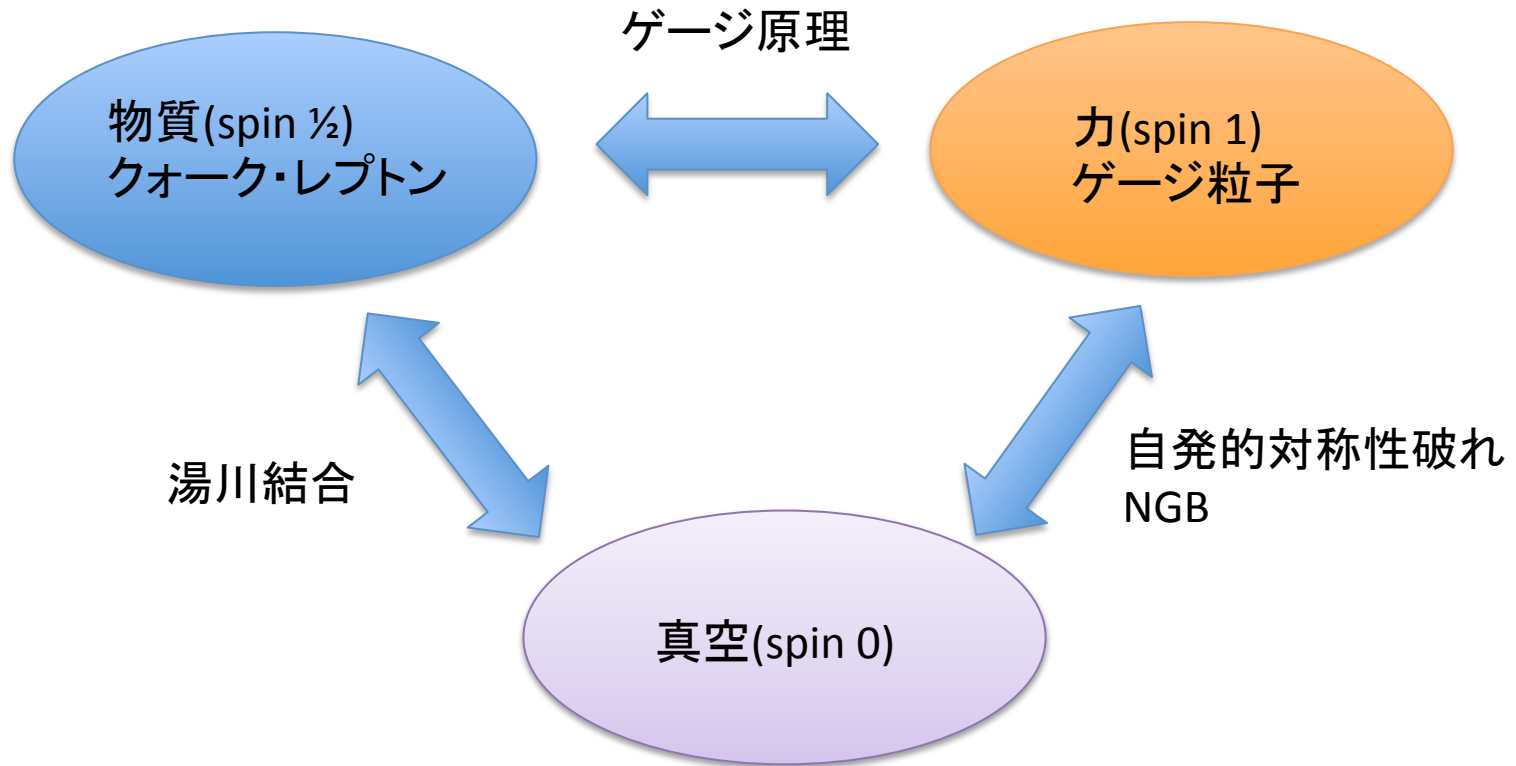 ゲージ原理
物質(spin ½)
クォーク・レプトン
力(spin 1)
ゲージ粒子
湯川結合
自発的対称性破れ
NGB
真空(spin 0)